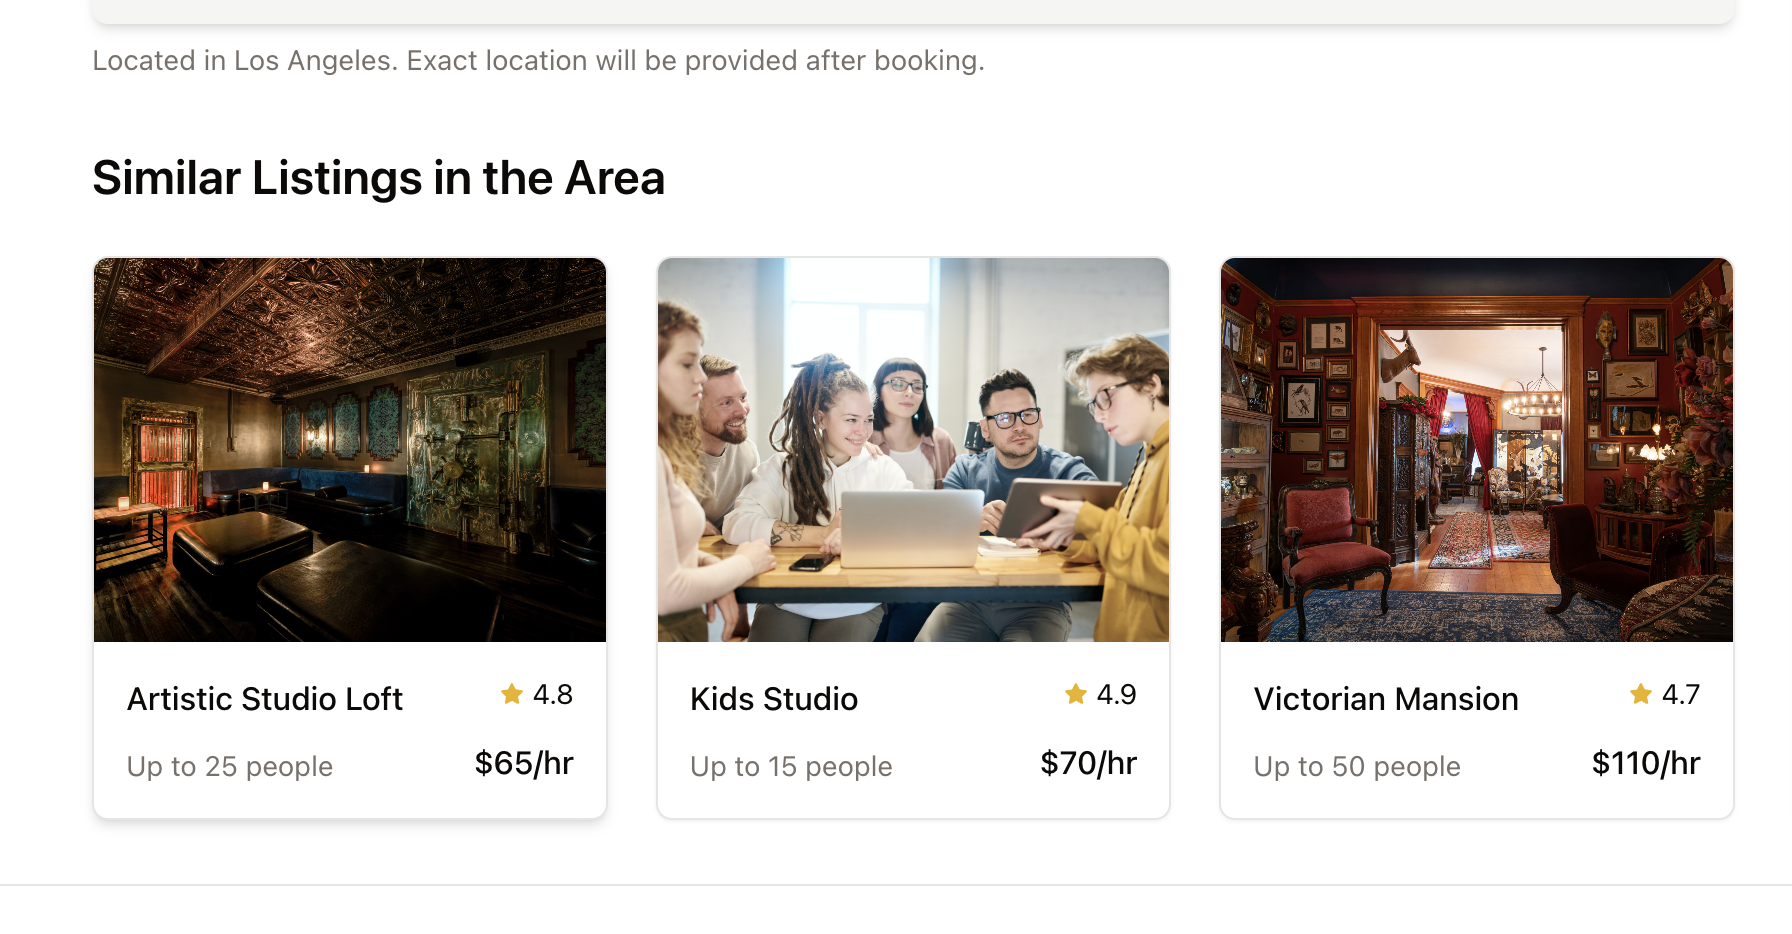 Located in Los Angeles. Exact location will be provided after booking.
Similar Listings in the Area
Artistic Studio Loft
4.8
Up to 25 people
$65/hr
Kids Studio
4.9
Up to 15 people
$70/hr
Victorian Mansion
4.7
Up to 50 people
$110/hr